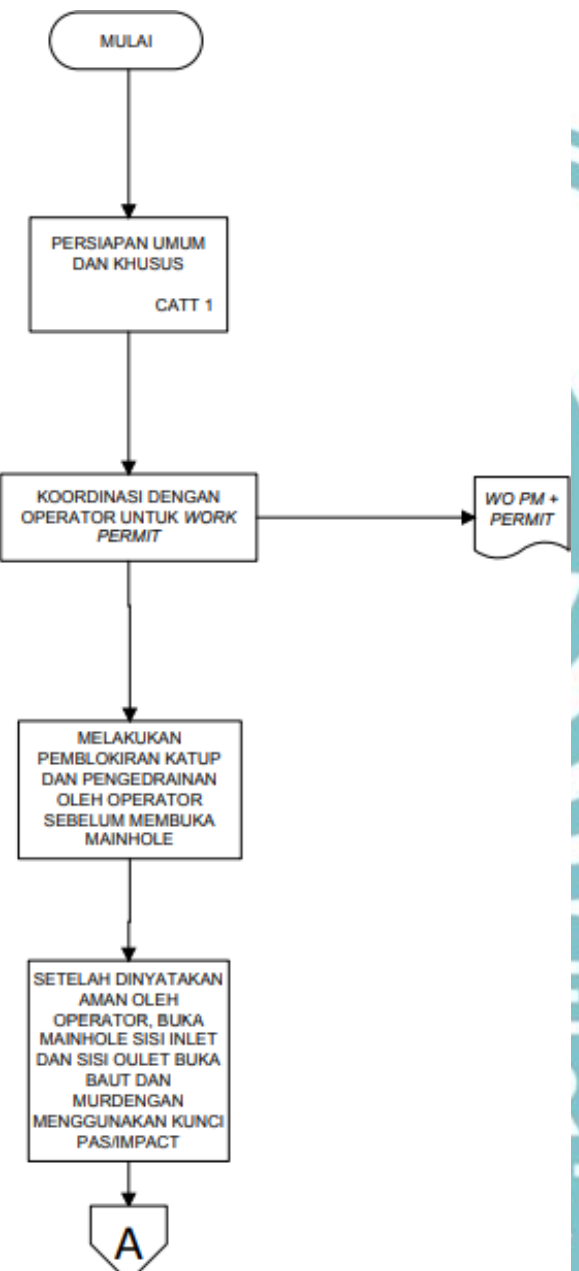 MULAI
PERSIAPAN UMUM
DAN KHUSUS
CATT 1
KOORDINASI DENGAN
OPERATOR UNTUK WORK
PERMIT
WO PM +
PERMIT
MELAKUKAN
PEMBLOKIRAN KATUP
DAN PENGEDRAINAN
OLEH OPERATOR
SEBELUM MEMBUKA
MAINHOLE
SETELAH DINYATAKAN
AMAN OLEH
OPERATOR, BUKA
MAINHOLE SISI INLET
DAN SISI OULET BUKA
BAUT DAN
MURDENGAN
MENGGUNAKAN KUNCI
PAS/IMPACT
A